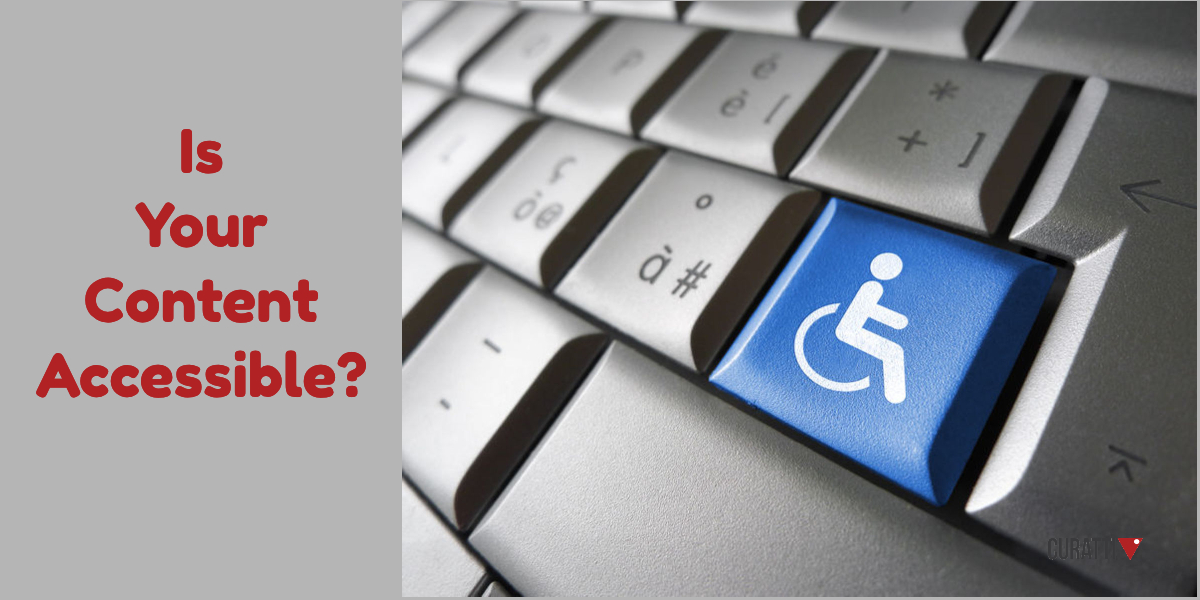 Is
Your
Content
Accessible?
é
è [
*
+ ]
ç
ò @
°
à #
CURATTI